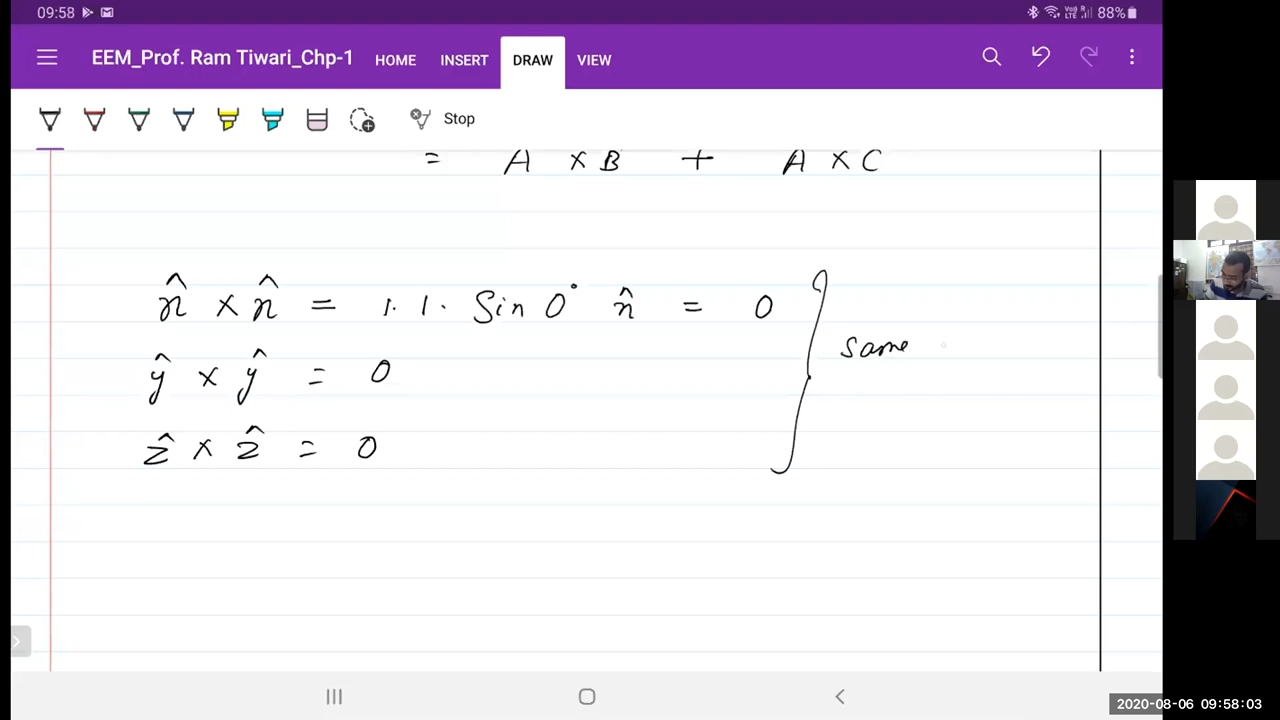 09:58 88%
EEM_Prof. Ram Tiwari_Chp-1 HOME INSERT DRAW VIEW
Stop
= A × B + A × C
x̂ × x̂ = 1.1. Sin 0° n̂ = 0
same
ŷ × ŷ = 0
ẑ × ẑ = 0
2020-08-06 09:58:03